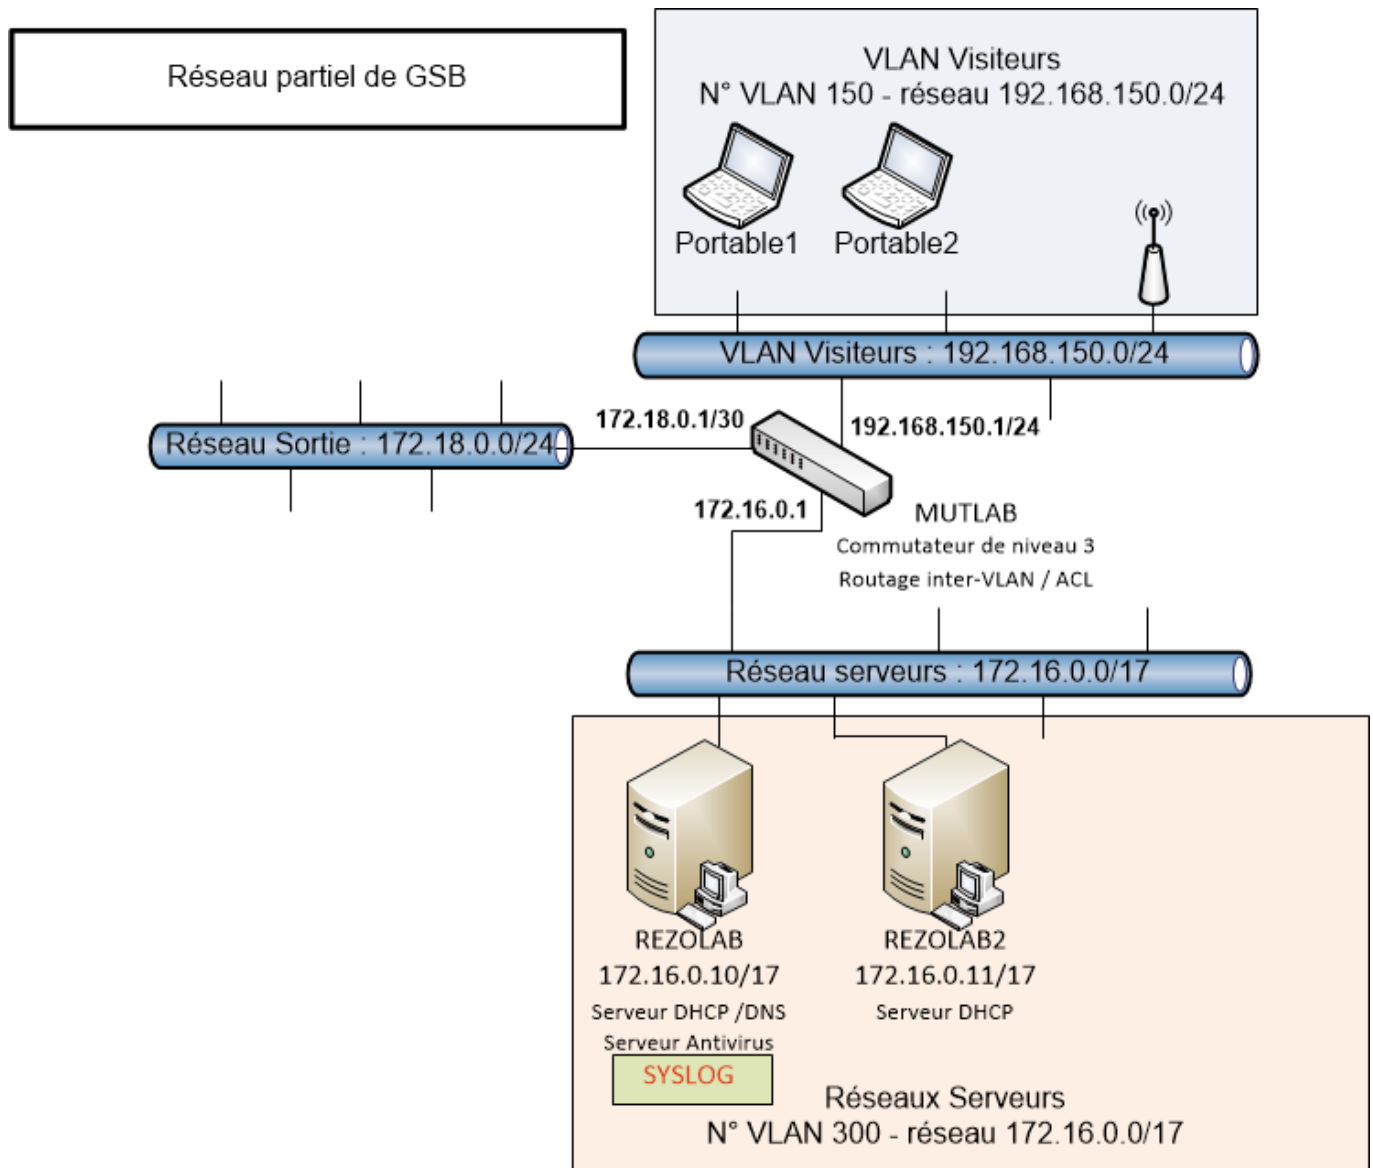 Réseau partiel de GSB
VLAN Visiteurs
N° VLAN 150 - réseau 192.168.150.0/24
Portable1
Portable2
VLAN Visiteurs : 192.168.150.0/24
172.18.0.1/30
192.168.150.1/24
Réseau Sortie : 172.18.0.0/24
172.16.0.1
MUTLAB
Commutateur de niveau 3
Routage inter-VLAN / ACL
Réseau serveurs : 172.16.0.0/17
REZOLAB
172.16.0.10/17
Serveur DHCP /DNS
Serveur Antivirus
SYSLOG
REZOLAB2
172.16.0.11/17
Serveur DHCP
Réseaux Serveurs
N° VLAN 300 - réseau 172.16.0.0/17